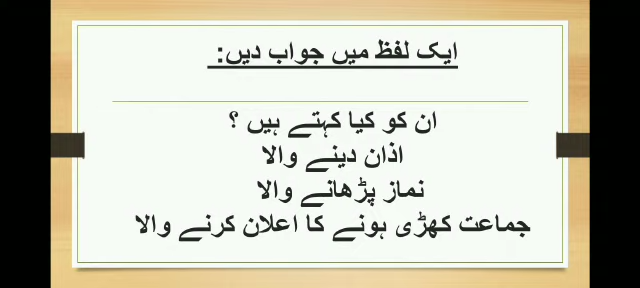 ایک لفظ میں جواب دیں:
ان کو کیا کہتے ہیں ؟
اذان دینے والا
نماز پڑھانے والا
جماعت کھڑی ہونے کا اعلان کرنے والا